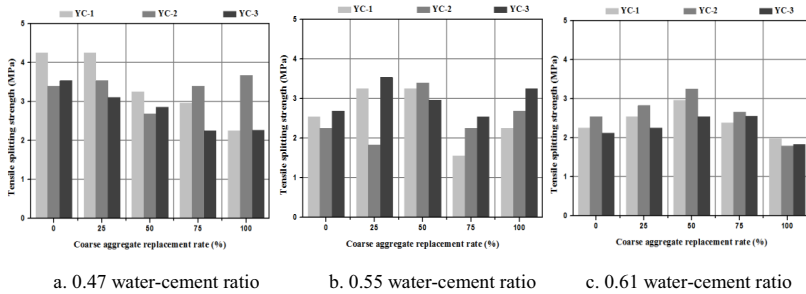 YC-1 YC-2 YC-3
Tensile splitting strength (MPa)
5
4
3
2
1
0
0 25 50 75 100
Coarse aggregate replacement rate (%)
a. 0.47 water-cement ratio
YC-1 YC-2 YC-3
Tensile splitting strength (MPa)
5
4
3
2
1
0
0 25 50 75 100
Coarse aggregate replacement rate (%)
b. 0.55 water-cement ratio
YC-1 YC-2 YC-3
Tensile splitting strength (MPa)
5
4
3
2
1
0
0 25 50 75 100
Coarse aggregate replacement rate (%)
c. 0.61 water-cement ratio